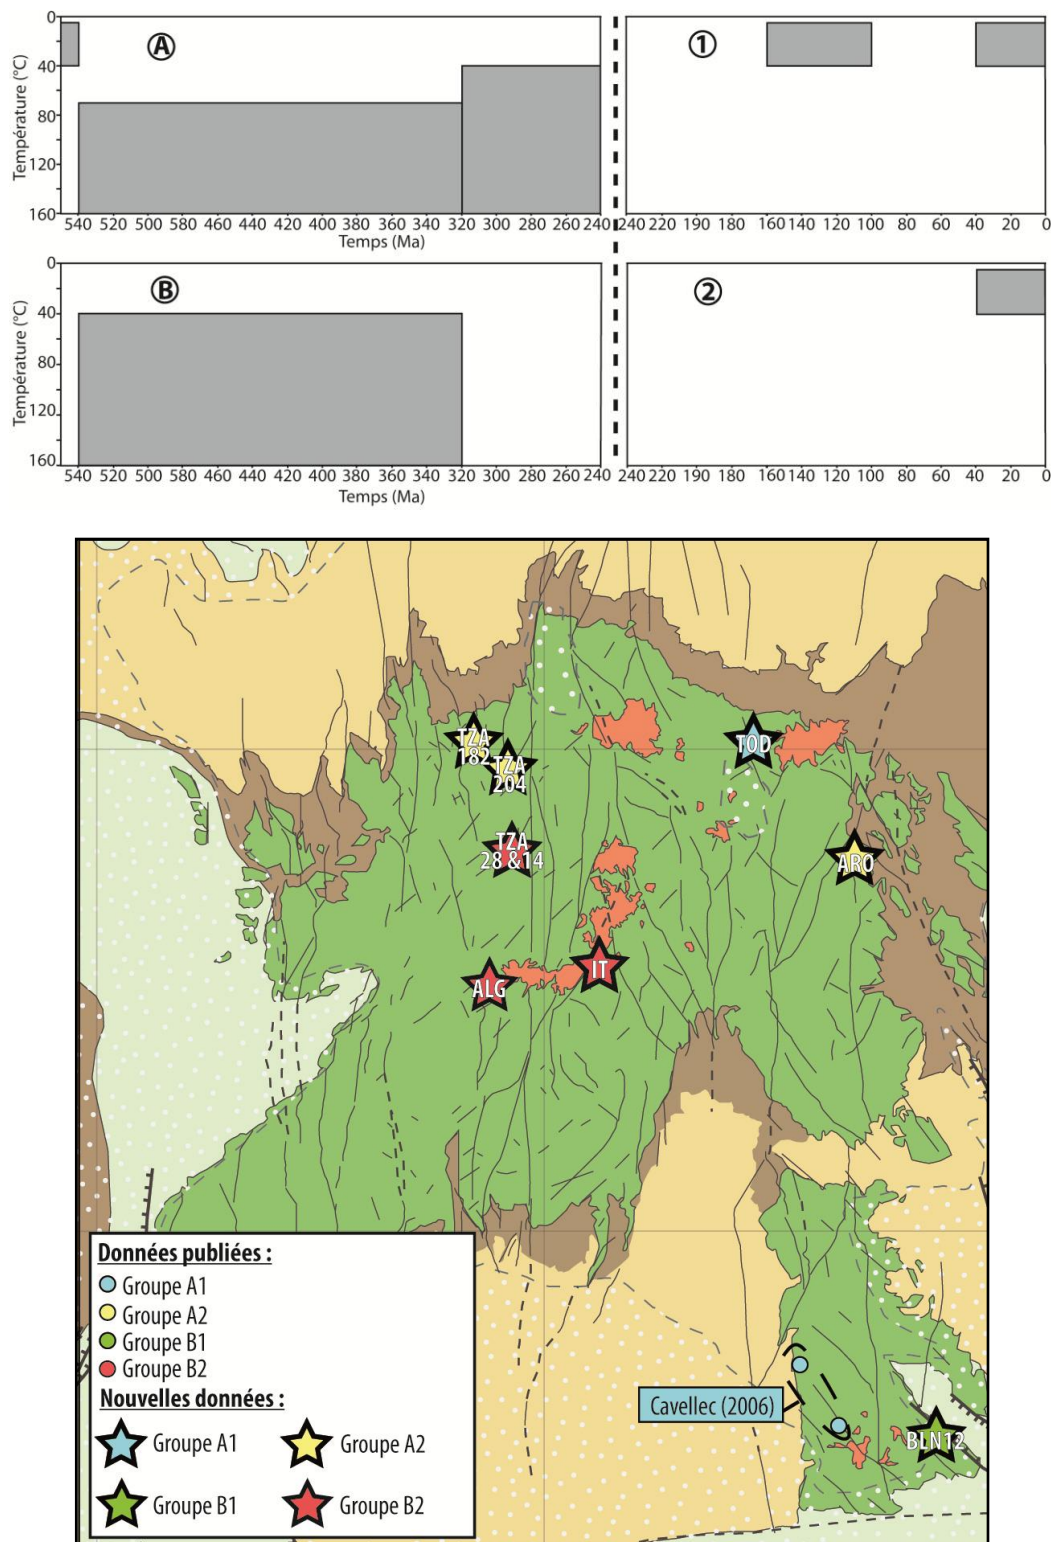 Ⓐ
①
Température (°C)
0
40
80
120
160
540 520 500 480 460 440 420 400 380 360 340 320 300 280 260 240
240 220 200 180 160 140 120 100 80 60 40 20 0
Temps (Ma)
Ⓑ
②
Température (°C)
0
40
80
120
160
540 520 500 480 460 440 420 400 380 360 340 320 300 280 260 240
240 220 200 180 160 140 120 100 80 60 40 20 0
Temps (Ma)
TZA
182
TZA
204
TOD
TZA
28 &14
ARO
ALG
IT
Données publiées :
Groupe A1
Groupe A2
Groupe B1
Groupe B2
Nouvelles données :
Groupe A1
Groupe A2
Groupe B1
Groupe B2
Cavellec (2006)
BLN12